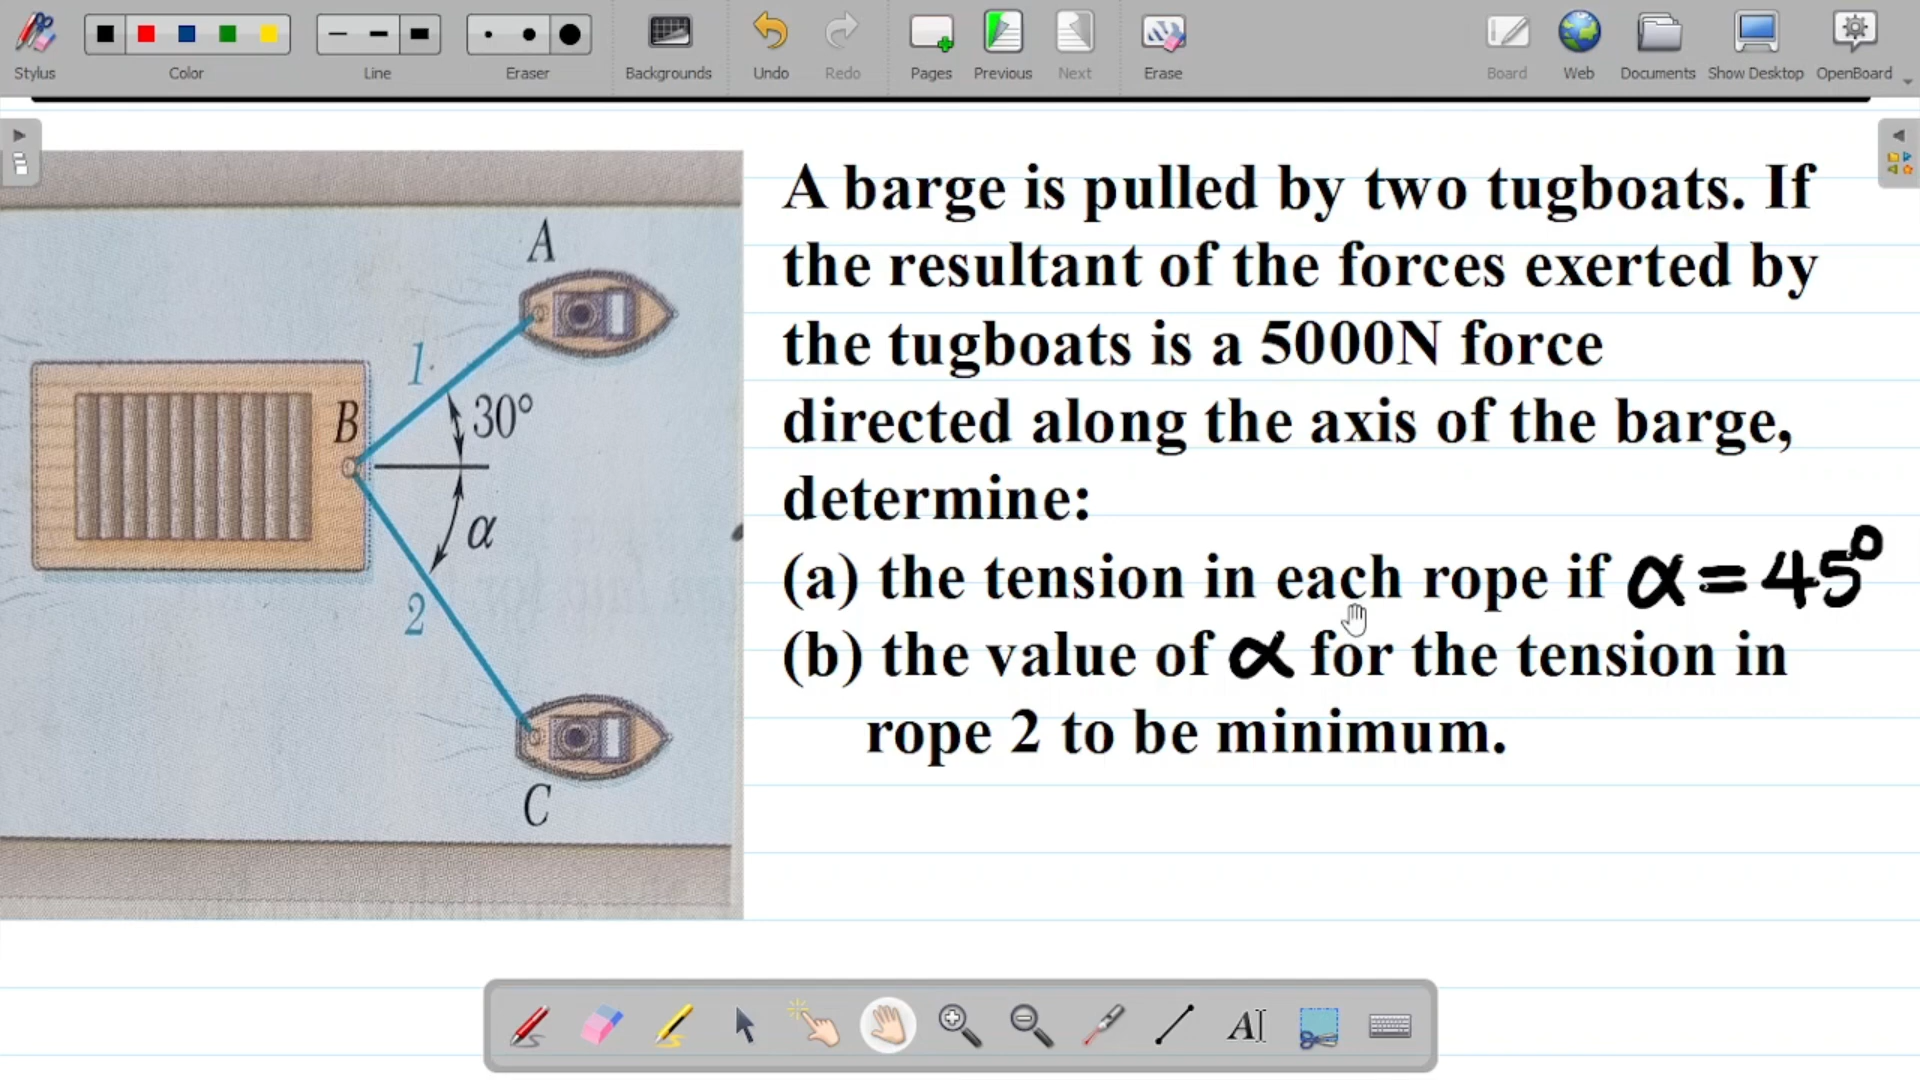 Stylus
Color
Line
Eraser
Backgrounds
Undo
Redo
Pages
Previous
Next
Erase
Board
Web
Documents
Show Desktop
OpenBoard
A
1
B
30°
α
2
C
A barge is pulled by two tugboats. If
the resultant of the forces exerted by
the tugboats is a 5000N force
directed along the axis of the barge,
determine:
(a) the tension in each rope if α = 45°
(b) the value of α for the tension in
rope 2 to be minimum.
AI